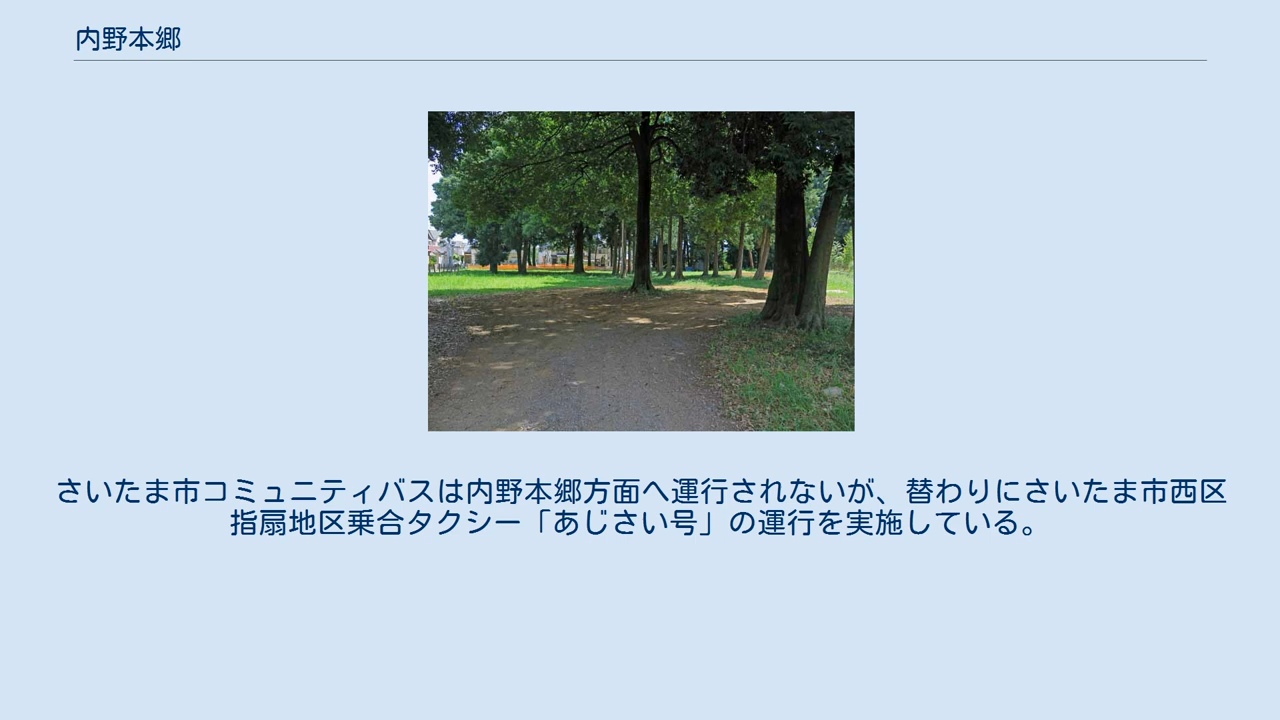 内野本郷
さいたま市コミュニティバスは内野本郷方面へ運行されないが、替わりにさいたま市西区
指扇地区乗合タクシー「あじさい号」の運行を実施している。